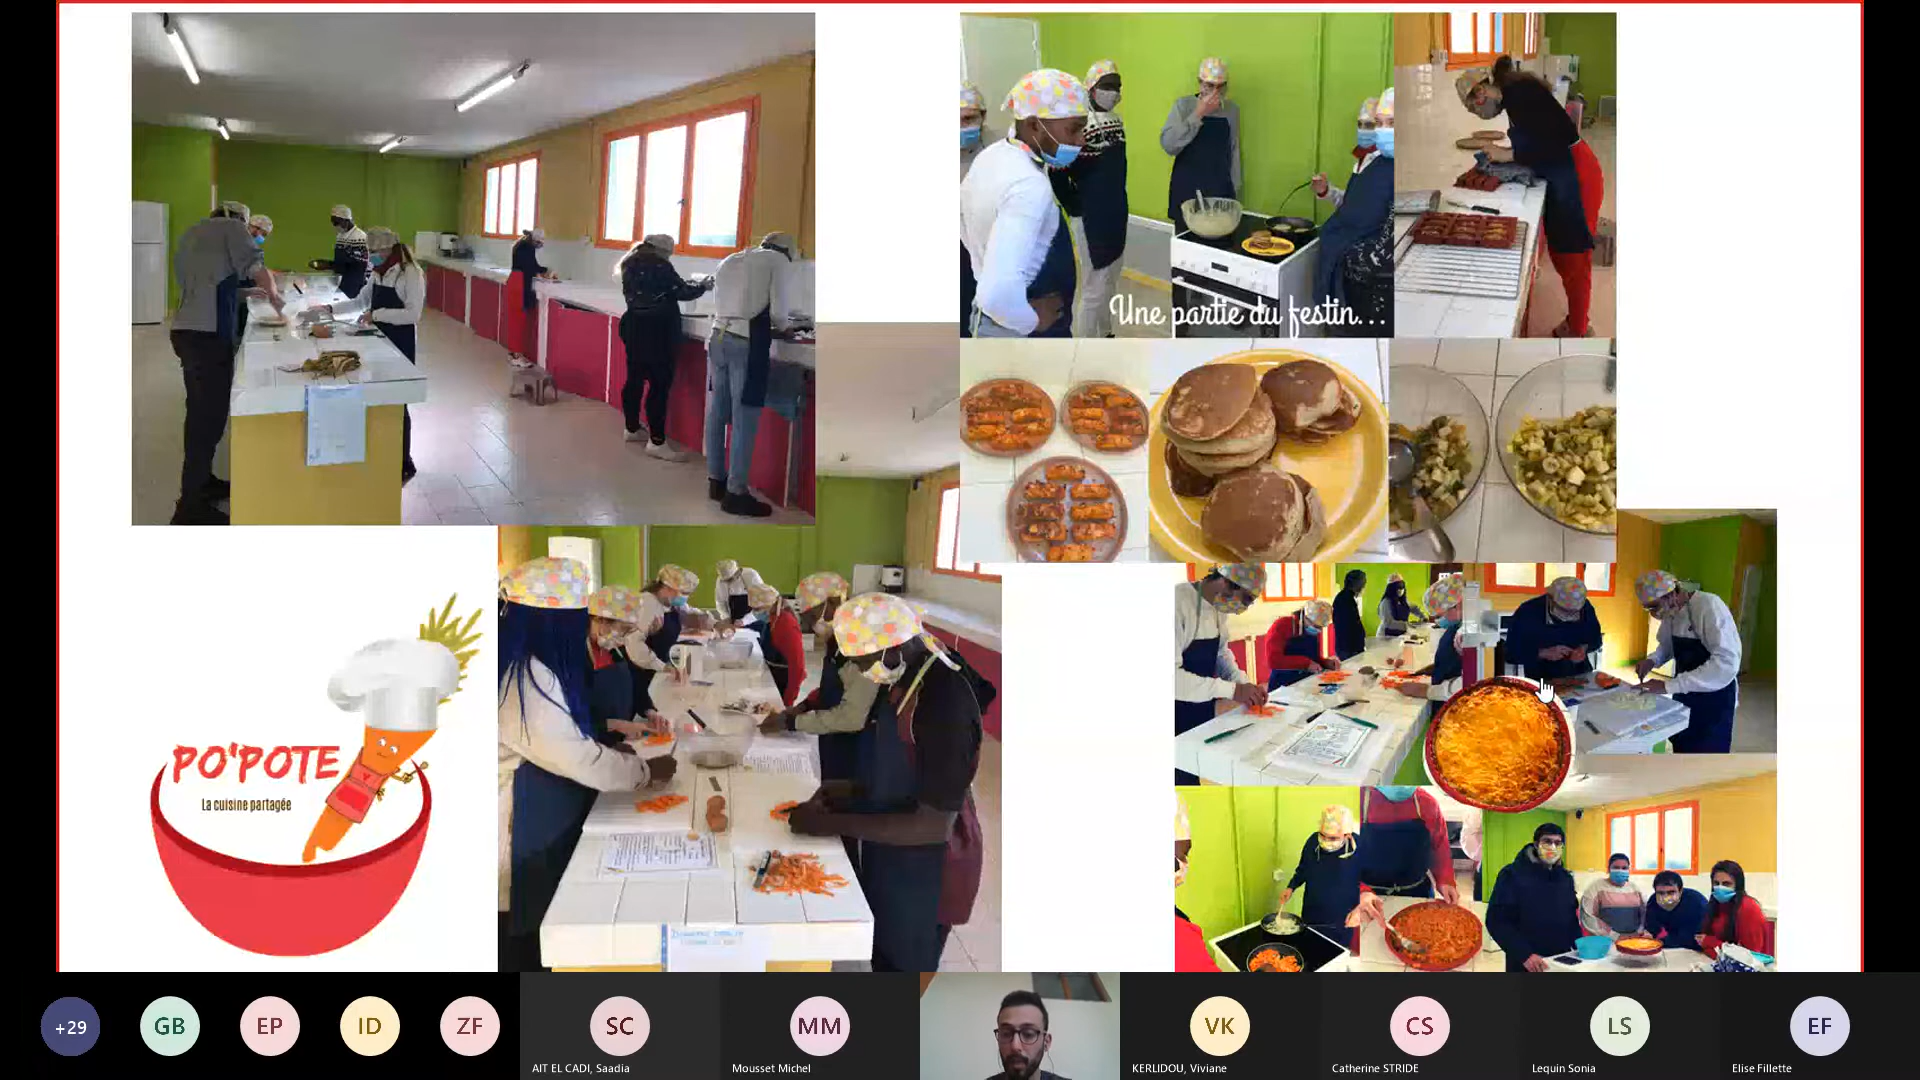 Une partie du festin...
PO'POTE
La cuisine partagée
+29
GB
EP
ID
ZF
SC
AIT EL CADI, Saadia
MM
Mousset Michel
VK
KERLIDOU, Viviane
CS
Catherine STRIDE
LS
Lequin Sonia
EF
Elise Fillette